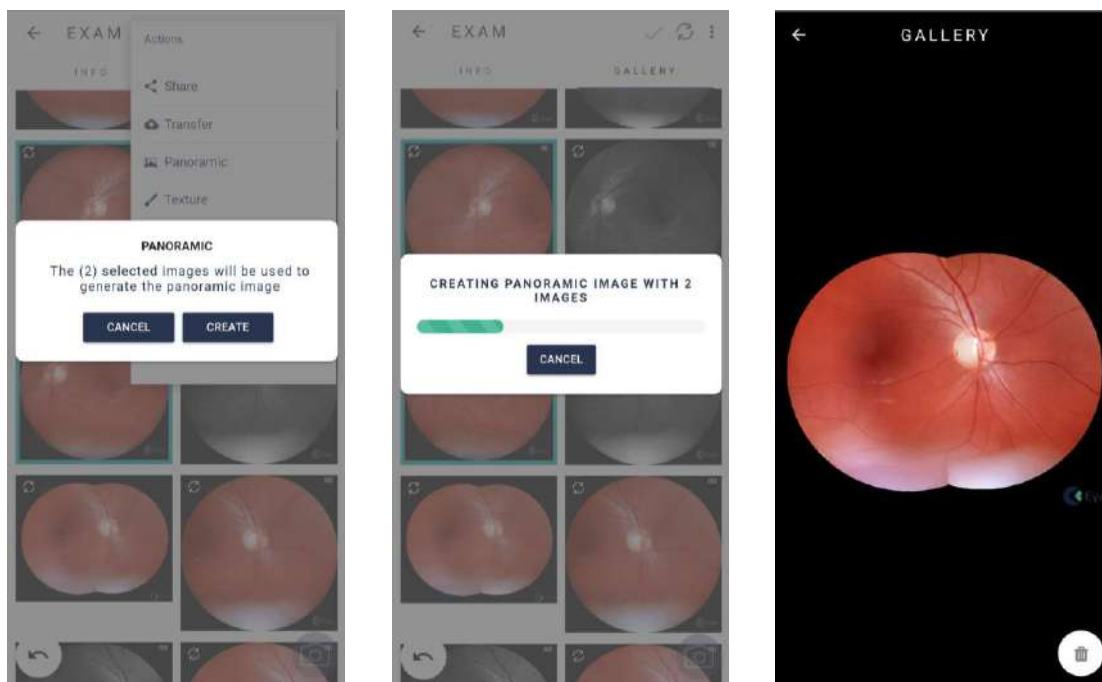 EXAM
Actions
INFO
Share
Transfer
Panoramic
Texture
PANORAMIC
The (2) selected images will be used to
generate the panoramic image
CANCEL CREATE
EXAM
INFO GALLERY
CREATING PANORAMIC IMAGE WITH 2
IMAGES
CANCEL
GALLERY